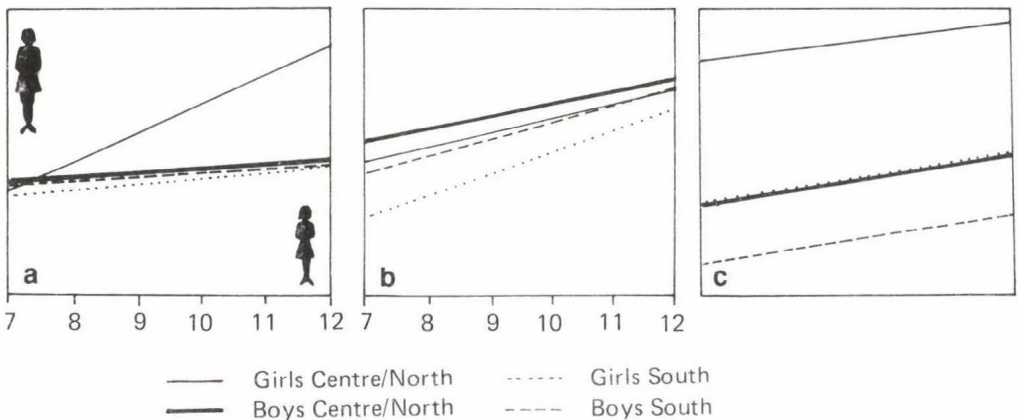 a
b
c
7 8 9 10 11 12
7 8 9 10 11 12
Girls Centre/North
Girls South
Boys Centre/North
Boys South